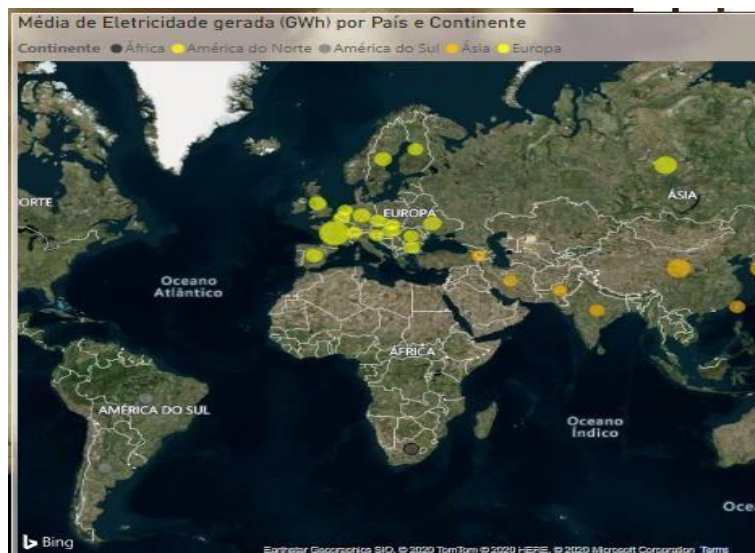 Média de Eletricidade gerada (GWh) por País e Continente
Continente África América do Norte América do Sul Ásia Europa
ORTE
ÁSIA
EUROPA
Oceano
Atlântico
ÁFRICA
AMÉRICA DO SUL
Oceano
Índico
Ocea
Bing
Earthstar Geographics SIO, © 2020 TomTom © 2020 HERE, © 2020 Microsoft Corporation Terms